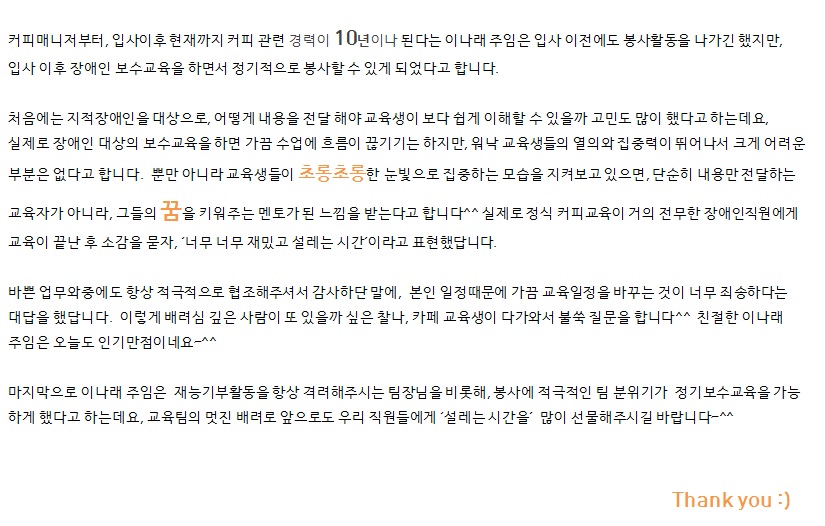 커피매니저부터, 입사이후 현재까지 커피 관련 경력이 10년이나 된다는 이나래 주임은 입사 이전에도 봉사활동을 나가긴 했지만,
입사 이후 장애인 보수교육을 하면서 정기적으로 봉사할 수 있게 되었다고 합니다.
처음에는 지적장애인을 대상으로, 어떻게 내용을 전달 해야 교육생이 보다 쉽게 이해할 수 있을까 고민도 많이 했다고 하는데요,
실제로 장애인 대상의 보수교육을 하면 가끔 수업에 흐름이 끊기기는 하지만, 워낙 교육생들의 열의와 집중력이 뛰어나서 크게 어려운
부분은 없다고 합니다. 뿐만 아니라 교육생들이 초롱초롱한 눈빛으로 집중하는 모습을 지켜보고 있으면, 단순히 내용만 전달하는
교육자가 아니라, 그들의 꿈을 키워주는 멘토가 된 느낌을 받는다고 합니다^^ 실제로 정식 커피교육이 거의 전무한 장애인직원에게
교육이 끝난 후 소감을 묻자, ‘너무 너무 재밌고 설레는 시간’이라고 표현했답니다.
바쁜 업무와중에도 항상 적극적으로 협조해주셔서 감사하단 말에, 본인 일정때문에 가끔 교육일정을 바꾸는 것이 너무 죄송하다는
대답을 했답니다. 이렇게 배려심 깊은 사람이 또 있을까 싶은 찰나, 카페 교육생이 다가와서 불쑥 질문을 합니다^^ 친절한 이나래
주임은 오늘도 인기만점이네요~^^
마지막으로 이나래 주임은 재능기부활동을 항상 격려해주시는 팀장님을 비롯해, 봉사에 적극적인 팀 분위기가 정기보수교육을 가능
하게 했다고 하는데요, 교육팀의 멋진 배려로 앞으로도 우리 직원들에게 ‘설레는 시간을’ 많이 선물해주시길 바랍니다~^^
Thank you :)